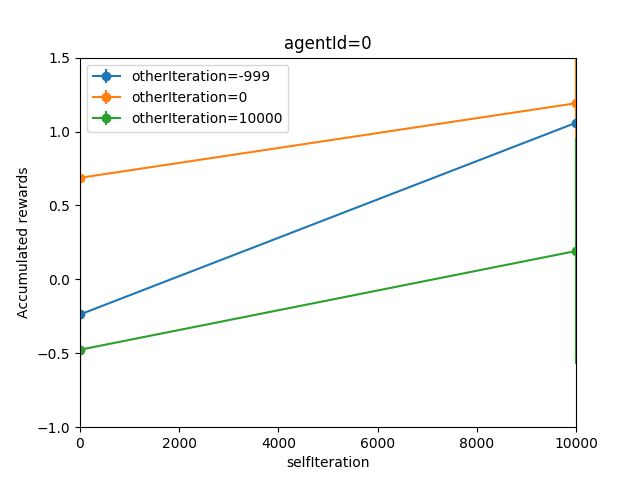 agentId=0
1.5
1.0
0.5
0.0
−0.5
−1.0
Accumulated rewards
otherIteration=-999
otherIteration=0
otherIteration=10000
0
2000
4000
6000
8000
10000
selfIteration